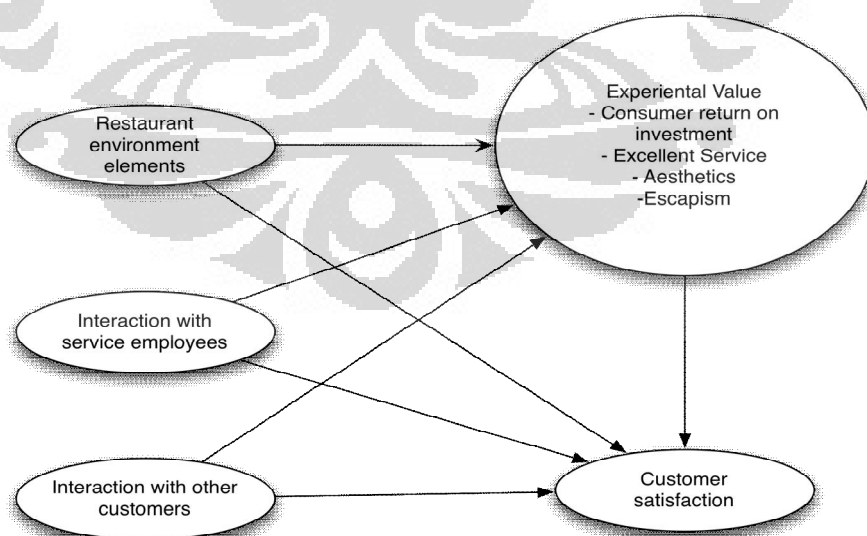 Restaurant
environment
elements
Experiental Value
- Consumer return on
investment
- Excellent Service
- Aesthetics
-Escapism
Interaction with
service employees
Interaction with other
customers
Customer
satisfaction